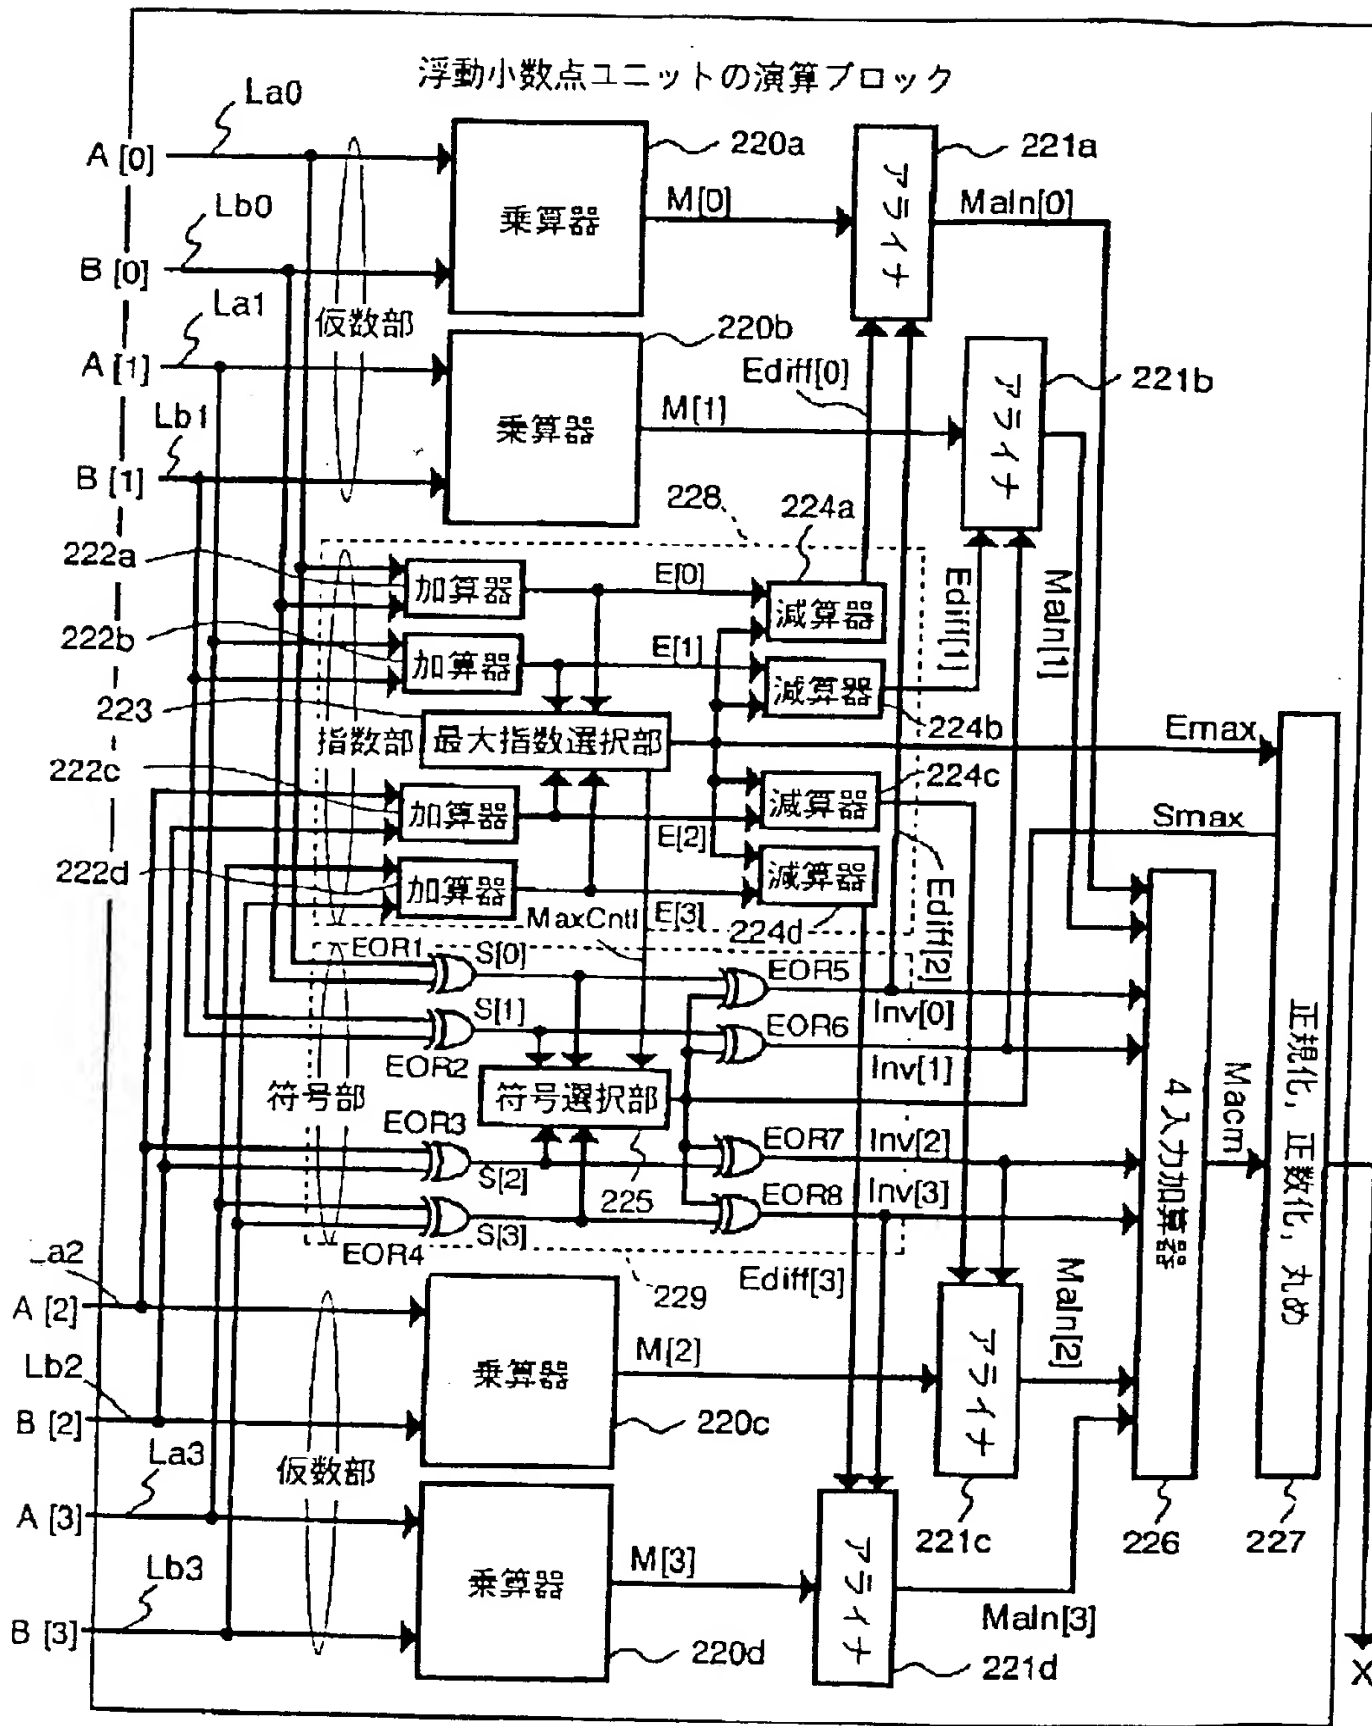 浮動小数点ユニットの演算ブロック
La0
A [0]
220a
221a
アライナ
M[0]
Maln[0]
乗算器
Lb0
B [0]
La1
仮数部
220b
A [1]
Ediff[0]
221b
アライナ
Lb1
M[1]
乗算器
B [1]
228
224a
222a
加算器
E[0]
減算器
Ediff[1]
Maln[1]
222b
加算器
E[1]
減算器
223
224b
指数部
最大指数選択部
Emax
222c
224c
加算器
減算器
Smax
E[2]
222d
加算器
減算器
Ediff[2]
MaxCntl
E[3]
224d
EOR1
S[0]
EOR5
Inv[0]
S[1]
EOR6
EOR2
Inv[1]
符号部
符号選択部
EOR3
EOR7
Inv[2]
S[2]
225
EOR8
Inv[3]
S[3]
EOR4
229
Ediff[3]
4入力加算器
Macm
正規化, 正数化, 丸め
La2
A [2]
Maln[2]
アライナ
M[2]
乗算器
Lb2
B [2]
220c
La3
仮数部
A [3]
221c
226
227
アライナ
M[3]
乗算器
Lb3
Maln[3]
B [3]
220d
221d
X